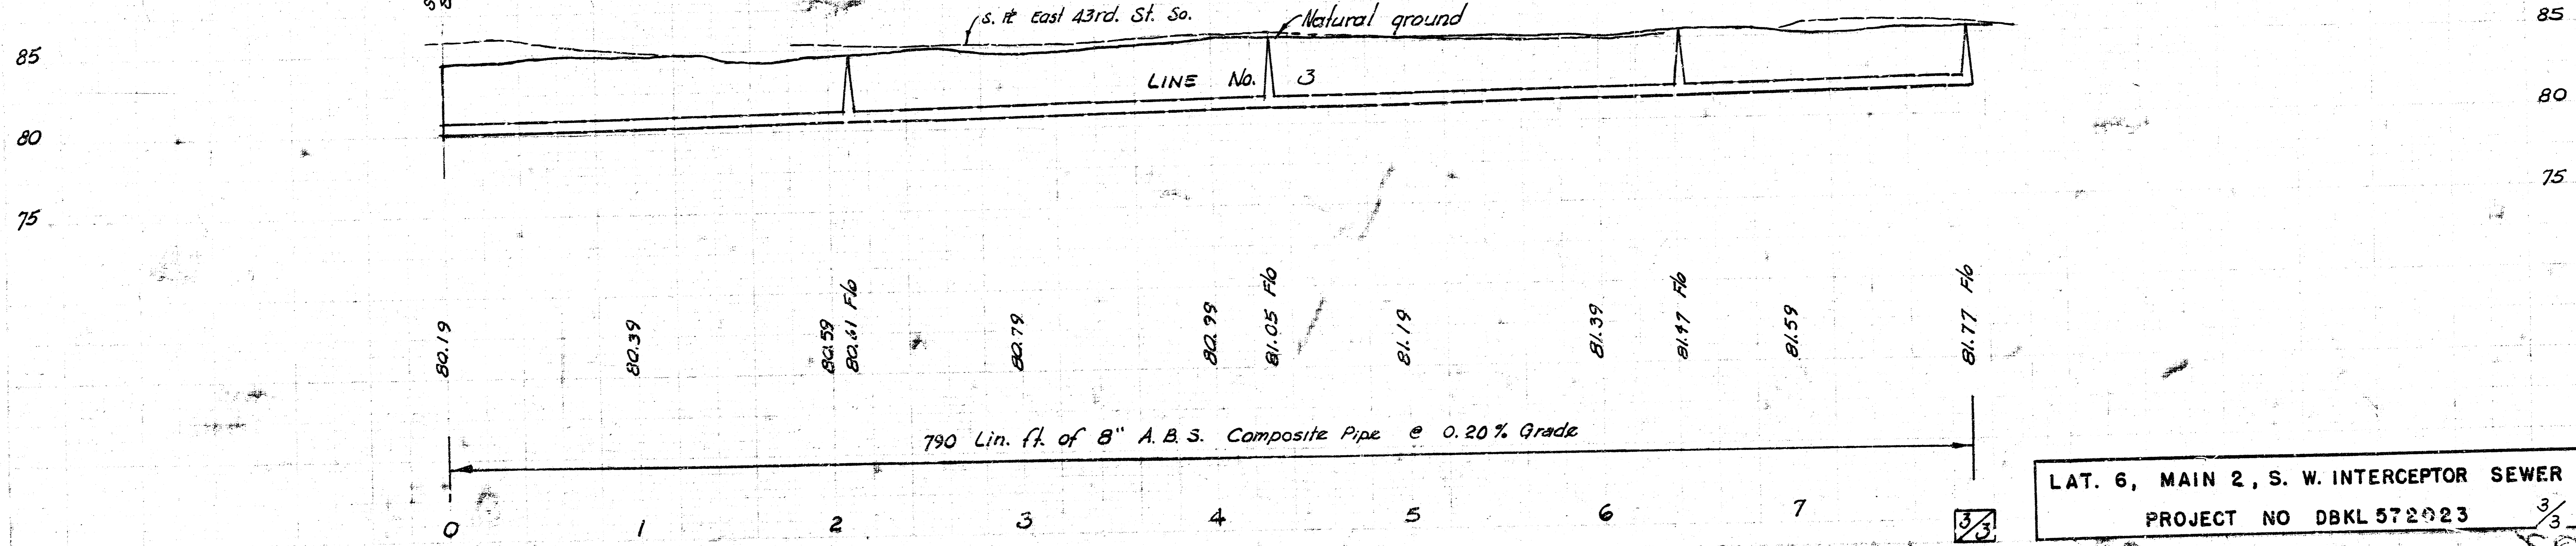 S. ℄ East 43rd. St. So.
Natural ground
85
85
LINE No. 3
80
80
75
75
80.19
80.39
80.59
80.61 F/o
80.79
80.99
81.05 F/o
81.19
81.39
81.47 F/o
81.59
81.77 F/o
790 Lin. ft. of 8" A.B.S. Composite Pipe @ 0.20% Grade
0 1 2 3 4 5 6 7 3/3
LAT. 6, MAIN 2, S. W. INTERCEPTOR SEWER
PROJECT NO DBKL 572023 3/3